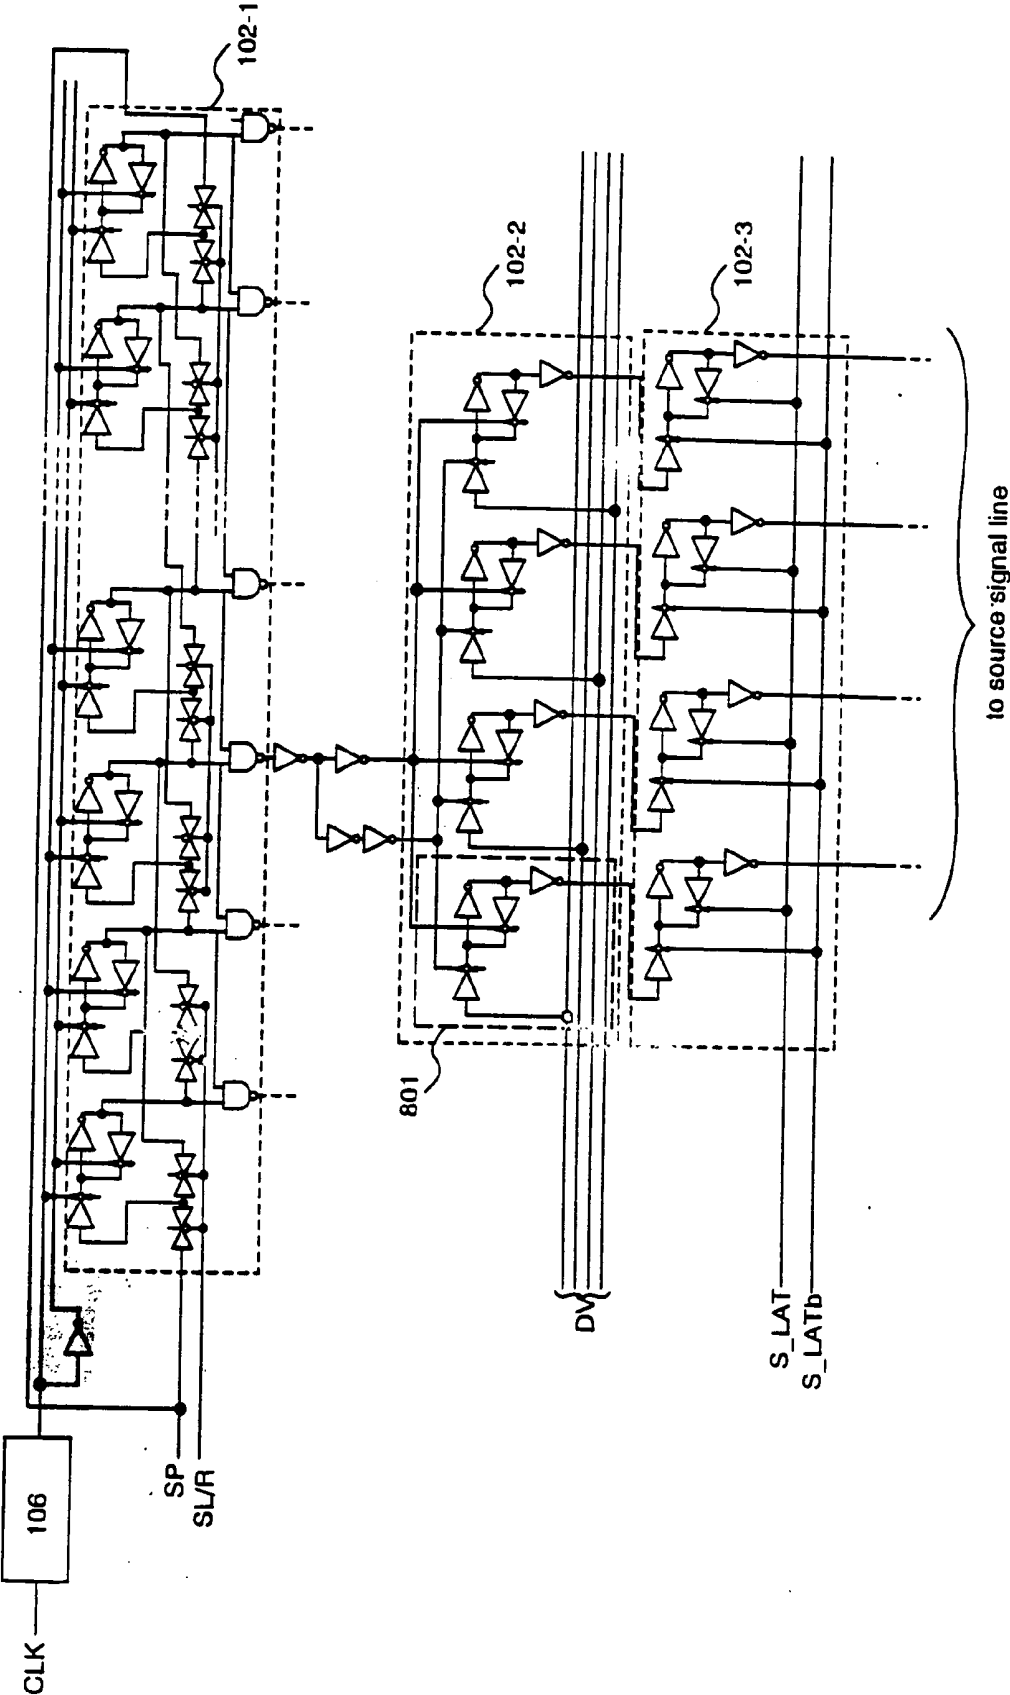 CLK
106
SP
SL/R
102-1
102-2
801
DV
102-3
S_LAT
S_LATb
to source signal line